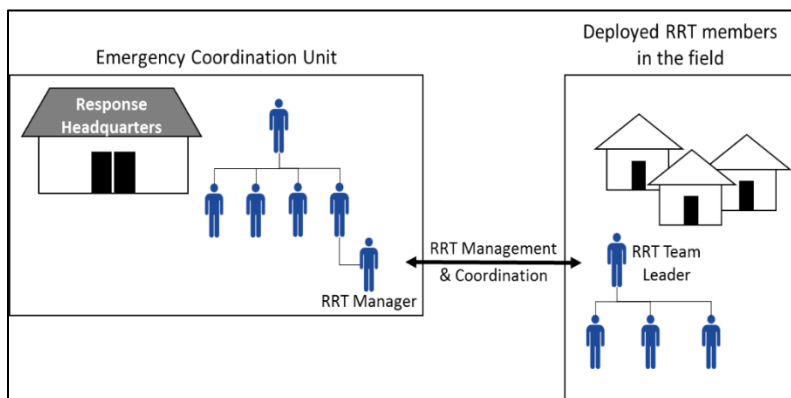 Emergency Coordination Unit
Response
Headquarters
RRT Manager
RRT Management
& Coordination
Deployed RRT members
in the field
RRT Team
Leader